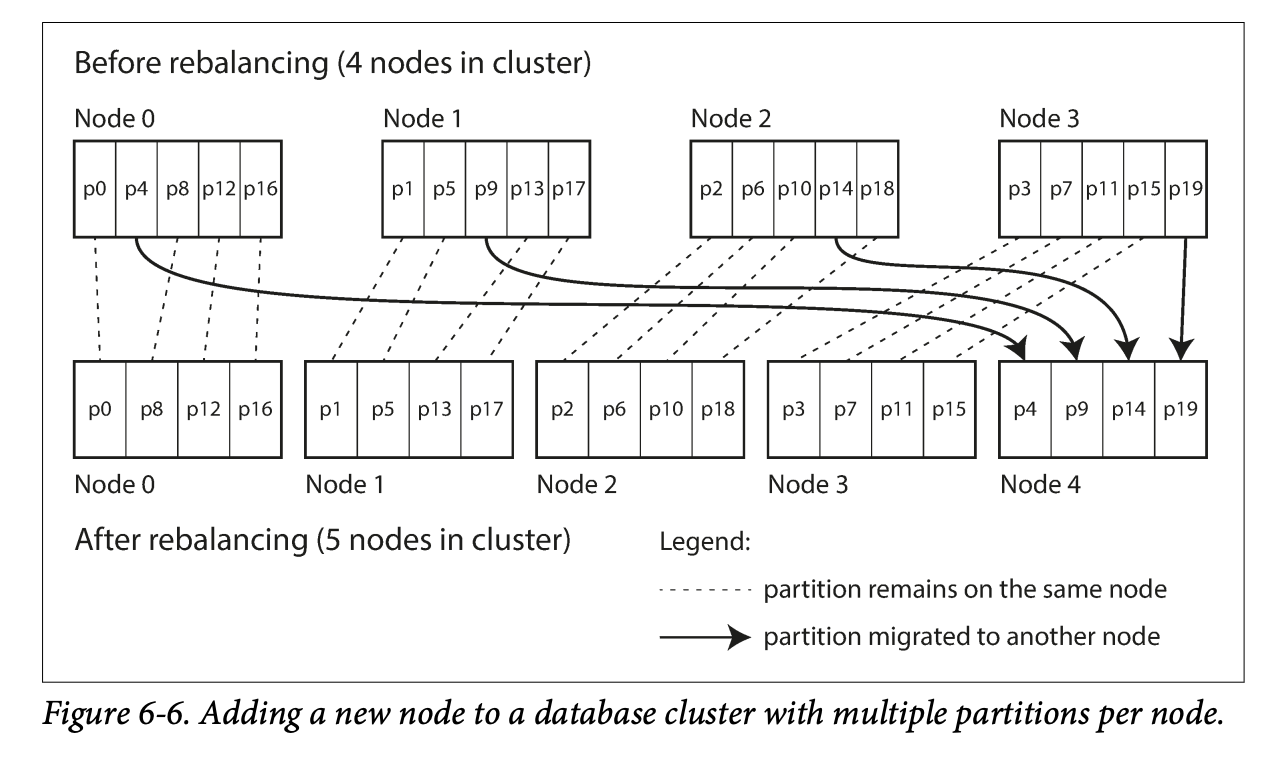 Before rebalancing (4 nodes in cluster)
Node 0 Node 1 Node 2 Node 3
p0 p4 p8 p12 p16 p1 p5 p9 p13 p17 p2 p6 p10 p14 p18 p3 p7 p11 p15 p19
p0 p8 p12 p16 p1 p5 p13 p17 p2 p6 p10 p18 p3 p7 p11 p15 p4 p9 p14 p19
Node 0 Node 1 Node 2 Node 3 Node 4
After rebalancing (5 nodes in cluster)
Legend:
partition remains on the same node
partition migrated to another node
Figure 6-6. Adding a new node to a database cluster with multiple partitions per node.